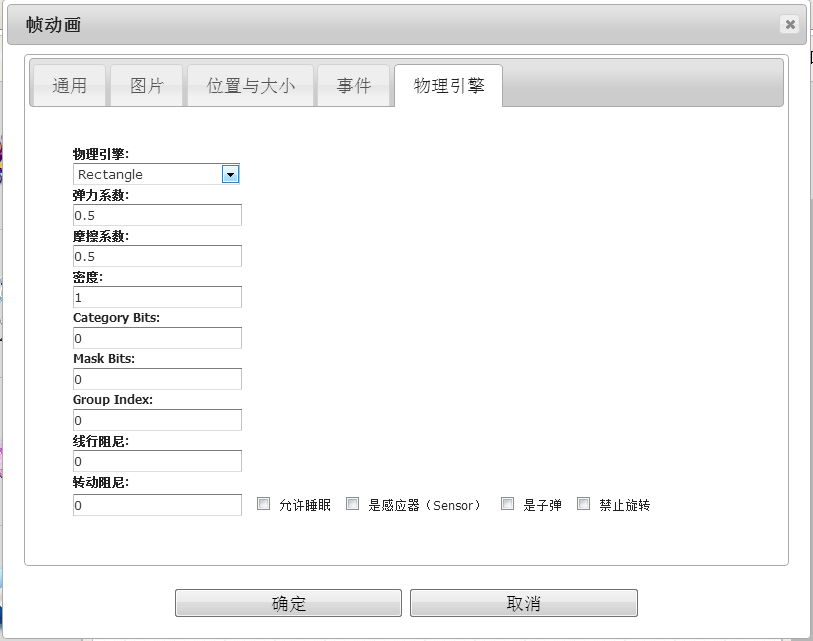 帧动画
通用 图片 位置与大小 事件 物理引擎
物理引擎:
Rectangle
弹力系数:
0.5
摩擦系数:
0.5
密度:
1
Category Bits:
0
Mask Bits:
0
Group Index:
0
线行阻尼:
0
转动阻尼:
0 允许睡眠 是感应器（Sensor） 是子弹 禁止旋转
确定 取消